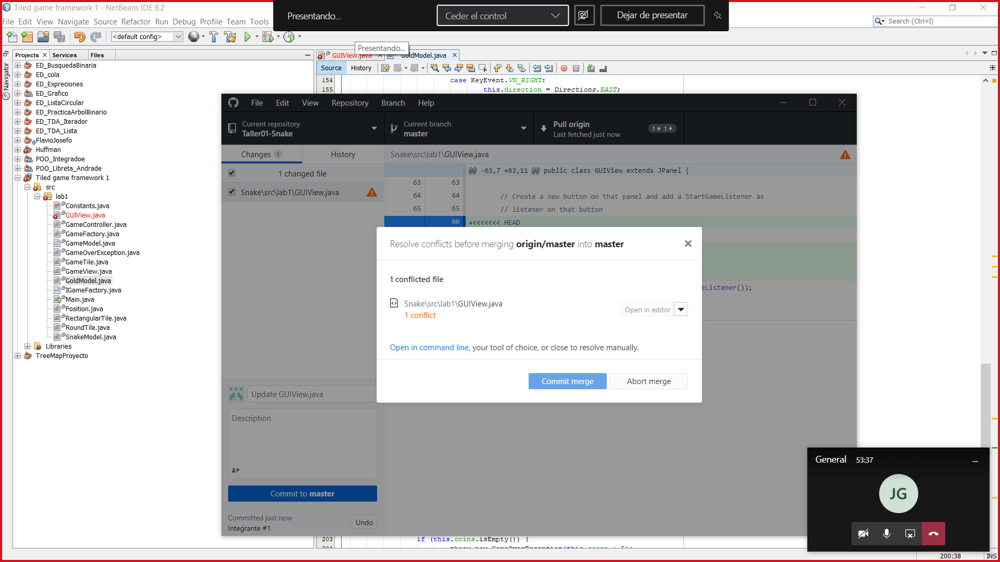 Tiled game framework 1 - NetBeans IDE 8.2
File Edit View Navigate Source Refactor Run Debug Profile Team Tools
Presentando...
Ceder el control
Dejar de presentar
Search (Ctrl+I)
<default config>
Presentando...
Projects Services Files
Navigator
ED_BusquedaBinaria
ED_cola
ED_Expreciones
ED_Grafico
ED_ListaCircular
ED_PracticaArbolBinario
ED_TDA_Iterador
ED_TDA_Lista
FlavioJosefo
Huffman
POO_Integradoe
POO_Libreta_Andrade
Tiled game framework 1
src
lab1
Constants.java
GUIView.java
GameController.java
GameFactory.java
GameModel.java
GameOverException.java
GameTile.java
GameView.java
GoldModel.java
IGameFactory.java
Main.java
Position.java
RectangularTile.java
RoundTile.java
SnakeModel.java
Libraries
TreeMapProyecto
GUIView.java GoldModel.java
Source History
154 case KeyEvent.VK_RIGHT:
155 this.direction = Directions.EAST;
File Edit View Repository Branch Help
Current repository
Taller01-Snake
Current branch
master
Pull origin
Last fetched just now
1 1
Changes 1 History
1 changed file
Snake\src\lab1\GUIView.java
Snake\src\lab1\GUIView.java
@@ -63,7 +63,11 @@ public class GUIView extends JPanel {
63 63
64 64 // Create a new button on that panel and add a StartGameListener as
65 65 // listener on that button
66 +<<<<<<< HEAD
eListener());
Resolve conflicts before merging origin/master into master
1 conflicted file
Snake\src\lab1\GUIView.java
1 conflict
Open in editor
Open in command line, your tool of choice, or close to resolve manually.
Commit merge
Abort merge
Update GUIView.java
Description
Commit to master
Committed just now
Integrante #1
Undo
203 if (this.coins.isEmpty()) {
General 53:37
JG
200:38 INS